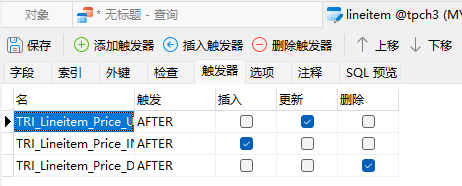 对象 * 无标题 - 查询 lineitem @tpch3 (MY
保存 添加触发器 插入触发器 删除触发器 上移 下移
字段 索引 外键 检查 触发器 选项 注释 SQL 预览
名 触发 插入 更新 删除
TRI_Lineitem_Price_U AFTER
TRI_Lineitem_Price_IN AFTER
TRI_Lineitem_Price_D AFTER